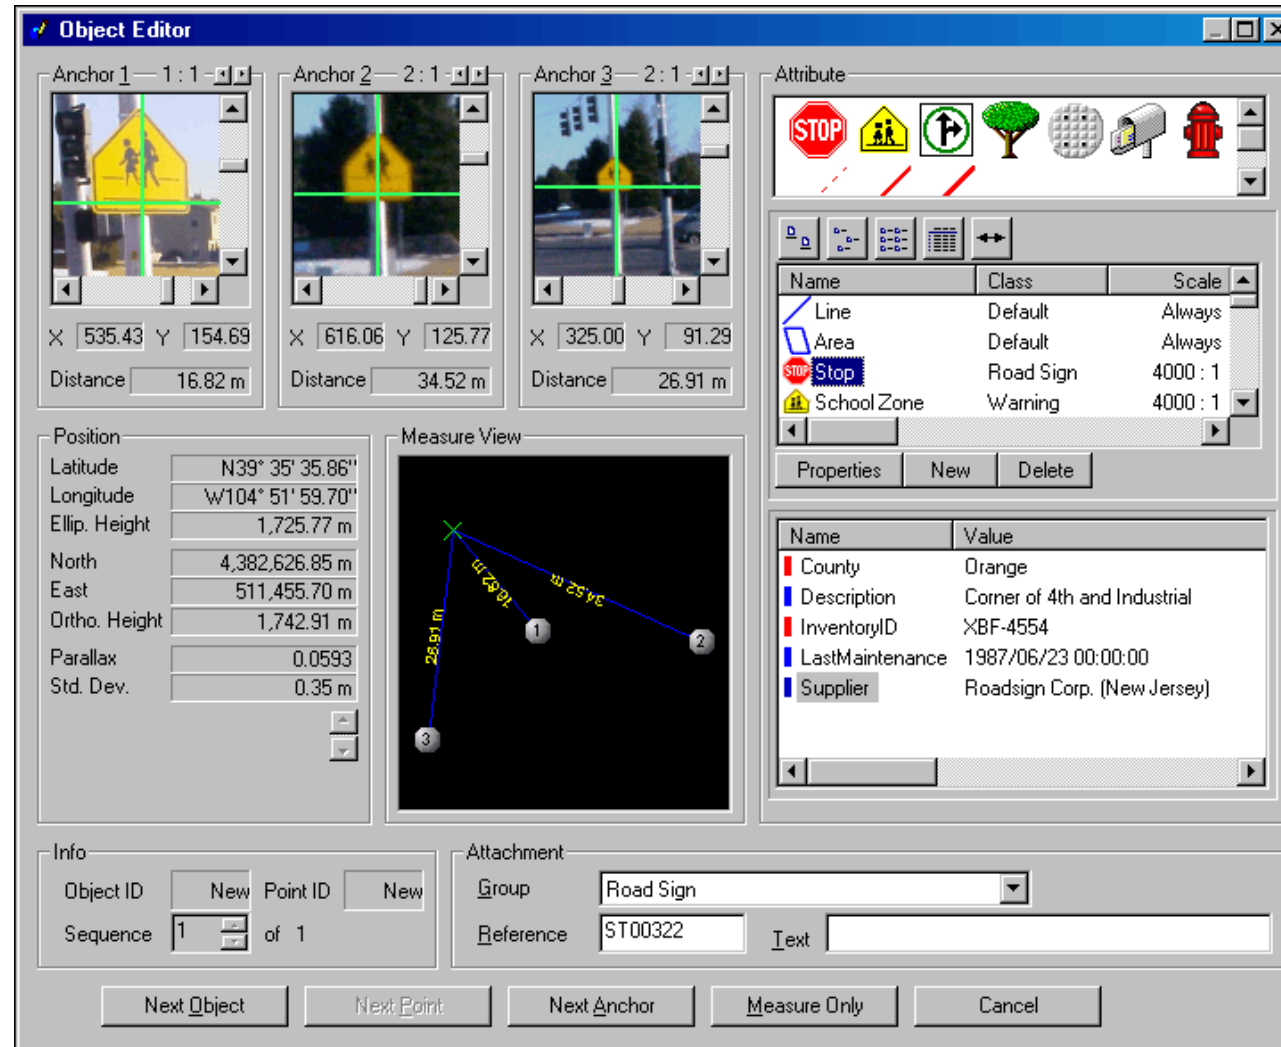 Object Editor
Anchor 1 1 : 1
Anchor 2 2 : 1
Anchor 3 2 : 1
X 535.43 Y 154.69
X 616.06 Y 125.77
X 325.00 Y 91.29
Distance 16.82 m
Distance 34.52 m
Distance 26.91 m
Attribute
STOP
Name Class Scale
Line Default Always
Area Default Always
STOP Stop Road Sign 4000 : 1
School Zone Warning 4000 : 1
Properties New Delete
Position
Latitude N39° 35' 35.86"
Longitude W104° 51' 59.70"
Ellip. Height 1,725.77 m
North 4,382,626.85 m
East 511,455.70 m
Ortho. Height 1,742.91 m
Parallax 0.0593
Std. Dev. 0.35 m
Measure View
16.82 m
34.52 m
26.91 m
1
2
3
Name Value
County Orange
Description Corner of 4th and Industrial
InventoryID XBF-4554
LastMaintenance 1987/06/23 00:00:00
Supplier Roadsign Corp. (New Jersey)
Info
Object ID New Point ID New
Sequence 1 of 1
Attachment
Group Road Sign
Reference ST00322 Text
Next Object Next Point Next Anchor Measure Only Cancel